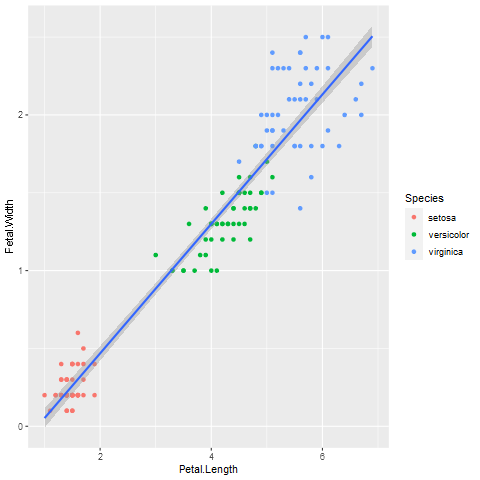 2
1
0
Petal.Width
2
4
6
Petal.Length
Species
setosa
versicolor
virginica